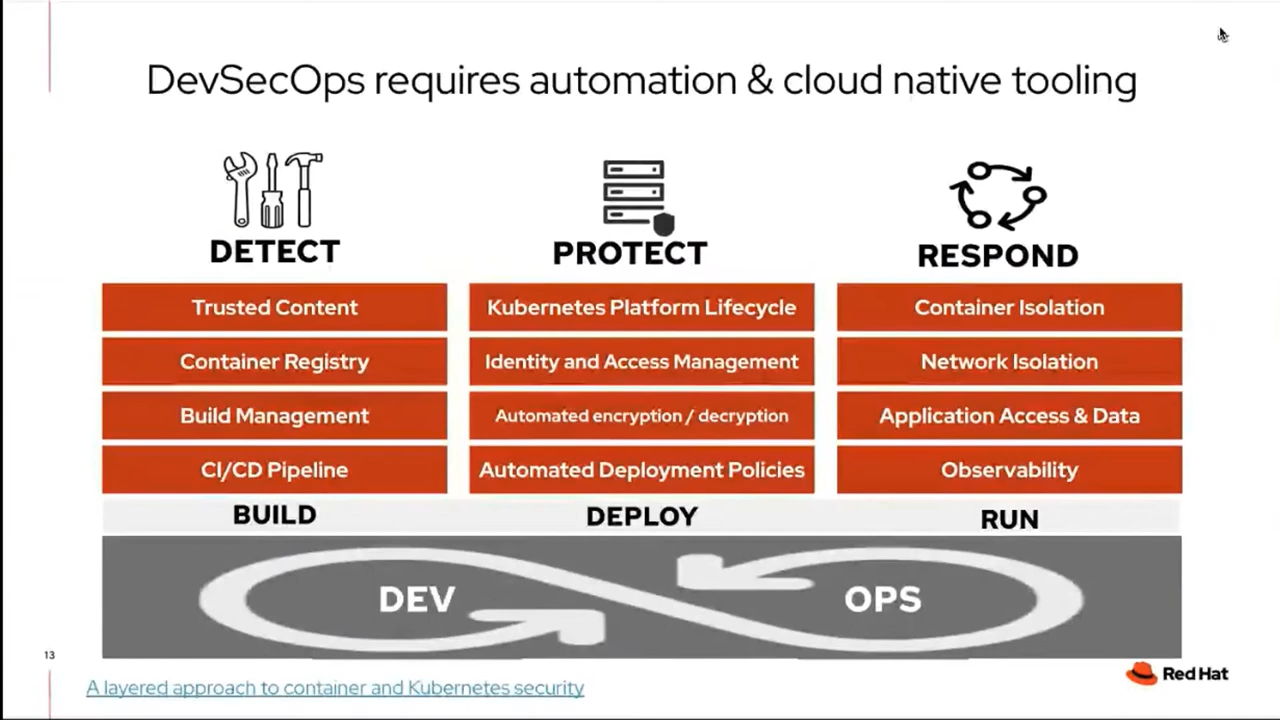 DevSecOps requires automation & cloud native tooling
DETECT
Trusted Content
Container Registry
Build Management
CI/CD Pipeline
BUILD
PROTECT
Kubernetes Platform Lifecycle
Identity and Access Management
Automated encryption / decryption
Automated Deployment Policies
DEPLOY
RESPOND
Container Isolation
Network Isolation
Application Access & Data
Observability
RUN
DEV
OPS
13
A layered approach to container and Kubernetes security
Red Hat